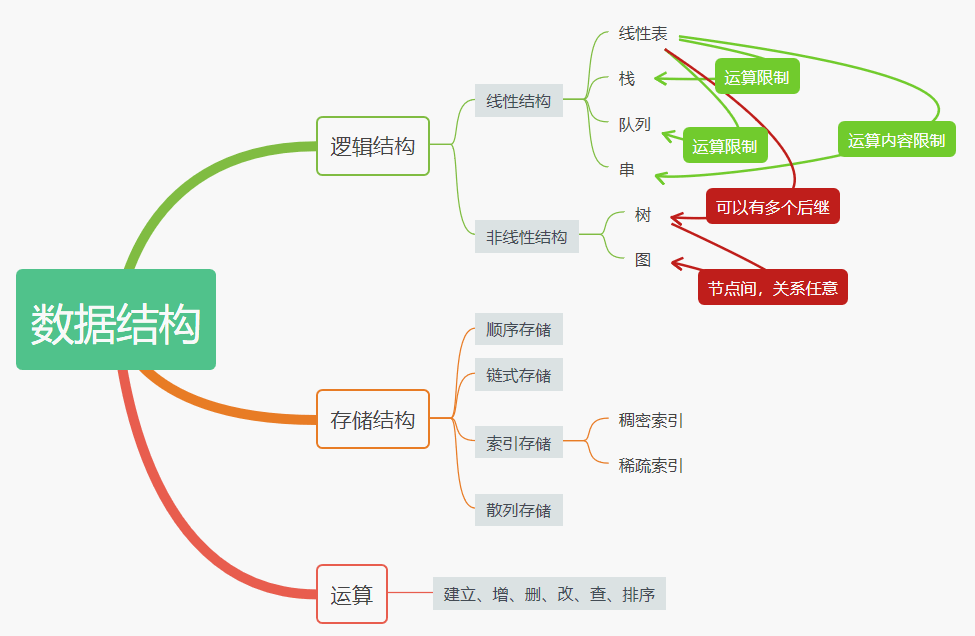 数据结构
逻辑结构
线性结构
线性表
栈
队列
串
运算限制
运算限制
运算内容限制
非线性结构
树
图
可以有多个后继
节点间，关系任意
存储结构
顺序存储
链式存储
索引存储
稠密索引
稀疏索引
散列存储
运算
建立、增、删、改、查、排序